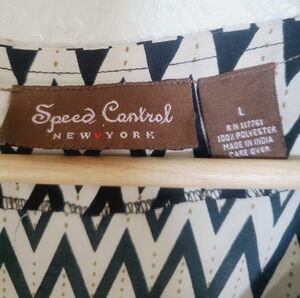 Speed Control
NEW YORK
L
RN 117761
100% POLYESTER
MADE IN INDIA
CARE OVER